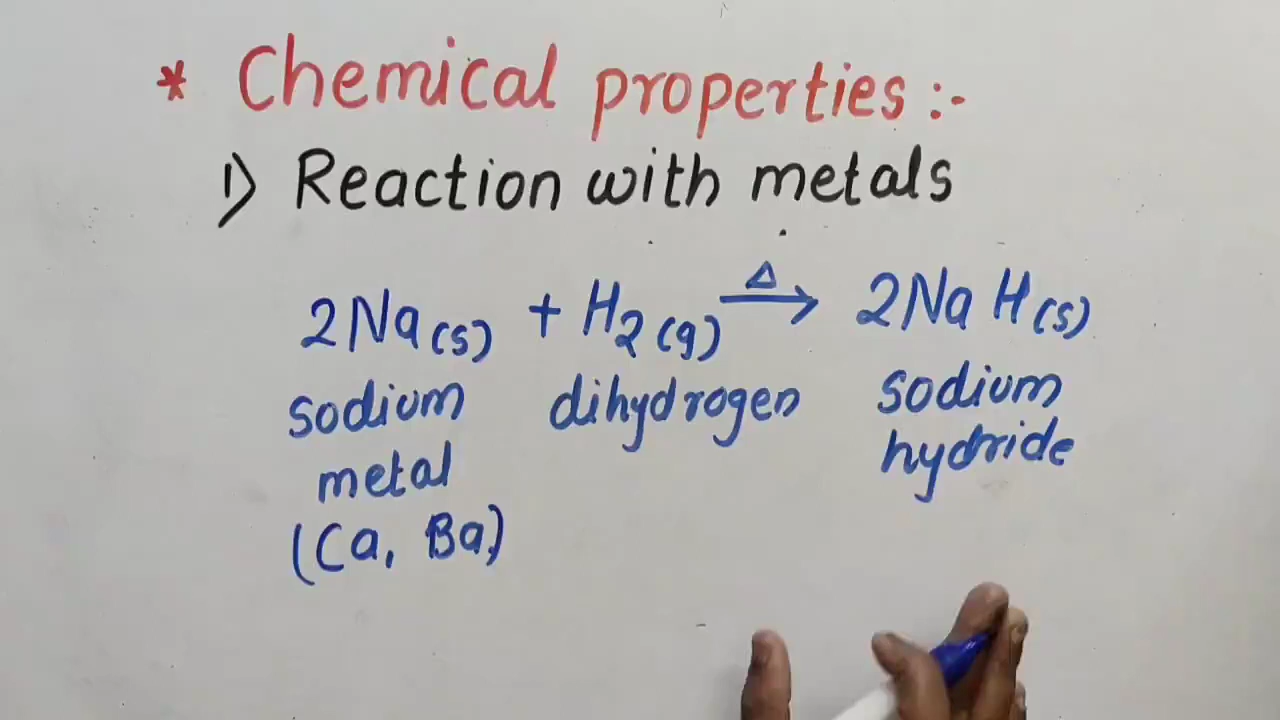 * Chemical properties :-
1) Reaction with metals
2Na(s) + H2(g) Δ→ 2NaH(s)
sodium dihydrogen sodium
metal hydride
(Ca, Ba)